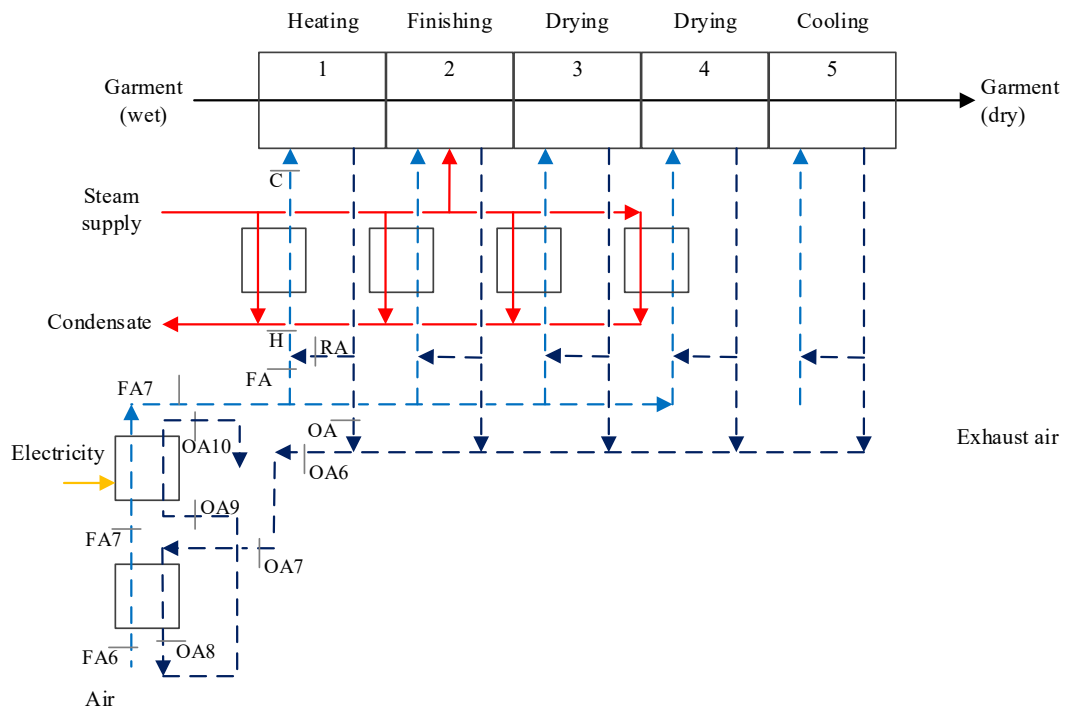 Heating Finishing Drying Drying Cooling
1 2 3 4 5
Garment
(wet)
Garment
(dry)
C
Steam
supply
Condensate
H
RA
FA
FA7
OA
OA10
Electricity
OA6
Exhaust air
OA9
FA7
OA7
OA8
FA6
Air